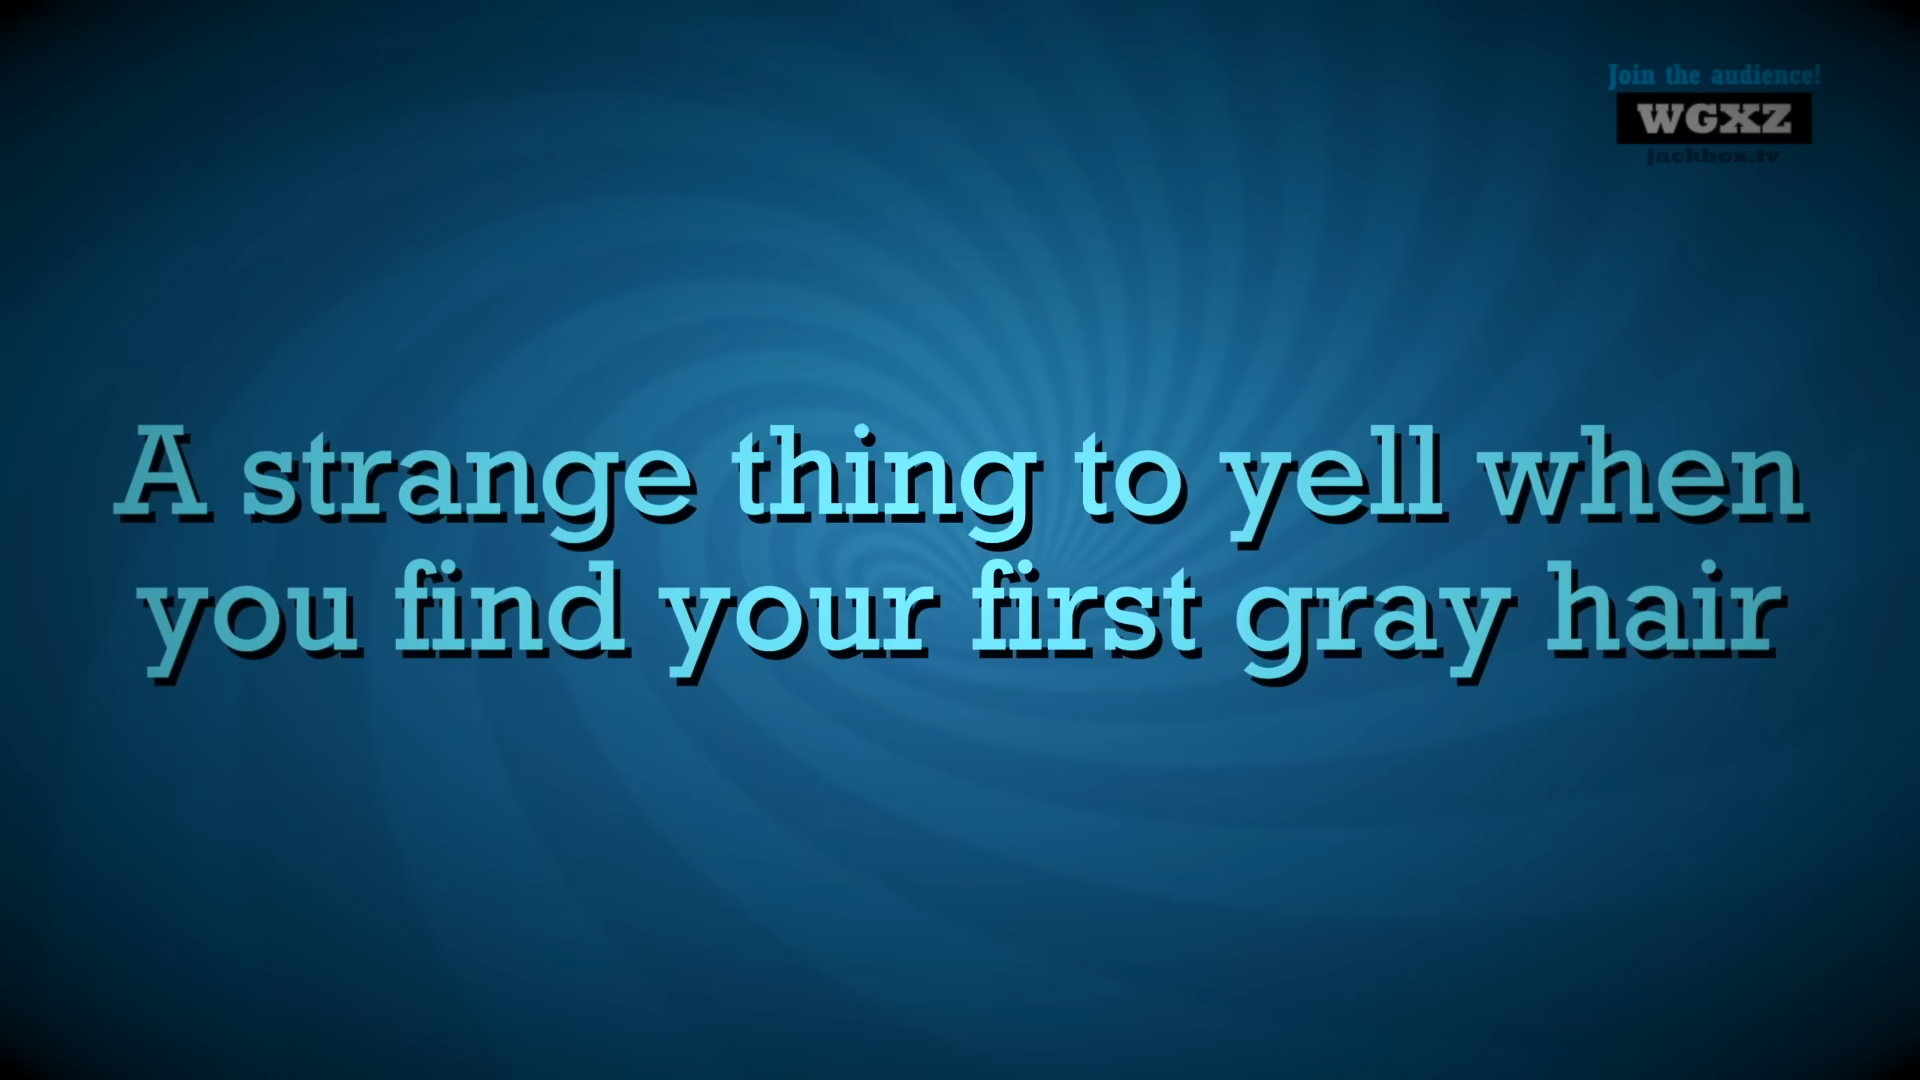 Join the audience!
WGXZ
jackbox.tv
A strange thing to yell when
you find your first gray hair